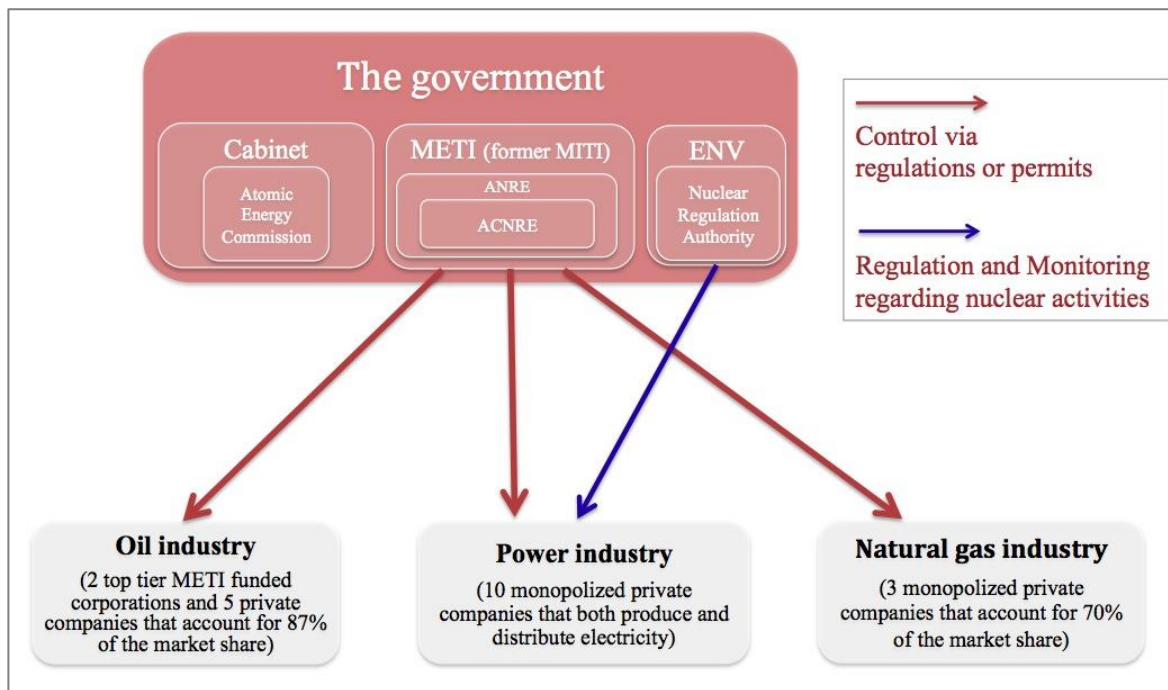 The government
Cabinet
Atomic
Energy
Commission
METI (former MITI)
ANRE
ACNRE
ENV
Nuclear
Regulation
Authority
Control via
regulations or permits
Regulation and Monitoring
regarding nuclear activities
Oil industry
(2 top tier METI funded
corporations and 5 private
companies that account for 87%
of the market share)
Power industry
(10 monopolized private
companies that both produce and
distribute electricity)
Natural gas industry
(3 monopolized private
companies that account for 70%
of the market share)